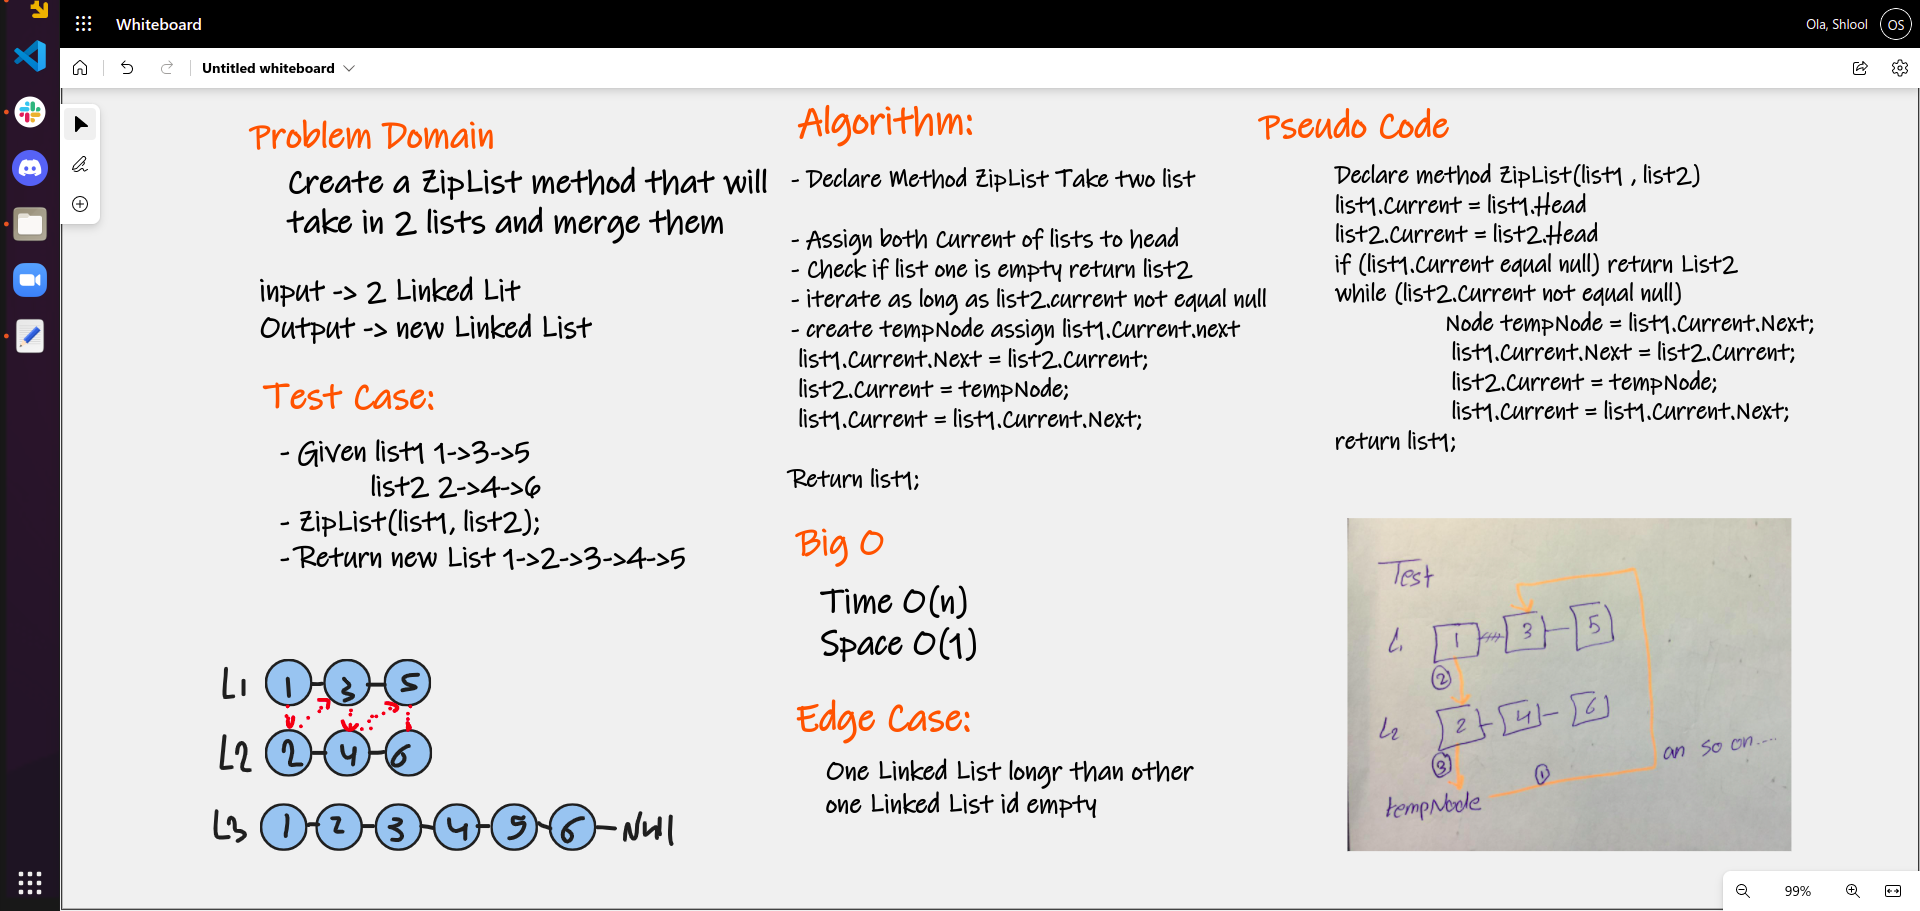 Whiteboard
Ola, Shlool
OS
Untitled whiteboard
Problem Domain
Create a ZipList method that will
take in 2 lists and merge them
input -> 2 Linked Lit
Output -> new Linked List
Test Case:
- Given list1 1->3->5
list2 2->4->6
- ZipList(list1, list2);
- Return new List 1->2->3->4->5
L1 1 3 5
L2 2 4 6
L3 1 2 3 4 5 6 Null
Algorithm:
- Declare Method ZipList Take two list
- Assign both Current of lists to head
- Check if list one is empty return list2
- iterate as long as list2.current not equal null
- create tempNode assign list1.Current.next
list1.Current.Next = list2.Current;
list2.Current = tempNode;
list1.Current = list1.Current.Next;
Return list1;
Big O
Time O(n)
Space O(1)
Edge Case:
One Linked List longr than other
one Linked List id empty
Pseudo Code
Declare method ZipList(list1 , list2)
list1.Current = list1.Head
list2.Current = list2.Head
if (list1.Current equal null) return List2
while (list2.Current not equal null)
Node tempNode = list1.Current.Next;
list1.Current.Next = list2.Current;
list2.Current = tempNode;
list1.Current = list1.Current.Next;
return list1;
Test
L1 1 3 5
2
L2 2 4 6
3
1
an so on....
tempNode
99%